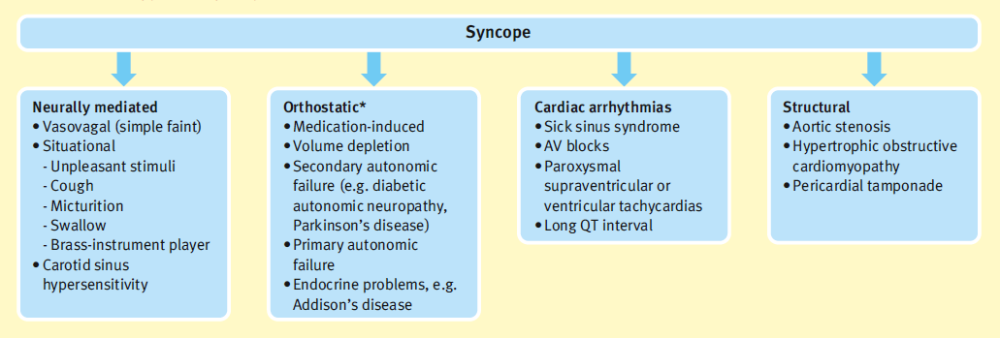 Syncope
Neurally mediated
• Vasovagal (simple faint)
• Situational
- Unpleasant stimuli
- Cough
- Micturition
- Swallow
- Brass-instrument player
• Carotid sinus
hypersensitivity
Orthostatic*
• Medication-induced
• Volume depletion
• Secondary autonomic
failure (e.g. diabetic
autonomic neuropathy,
Parkinson’s disease)
• Primary autonomic
failure
• Endocrine problems, e.g.
Addison’s disease
Cardiac arrhythmias
• Sick sinus syndrome
• AV blocks
• Paroxysmal
supraventricular or
ventricular tachycardias
• Long QT interval
Structural
• Aortic stenosis
• Hypertrophic obstructive
cardiomyopathy
• Pericardial tamponade